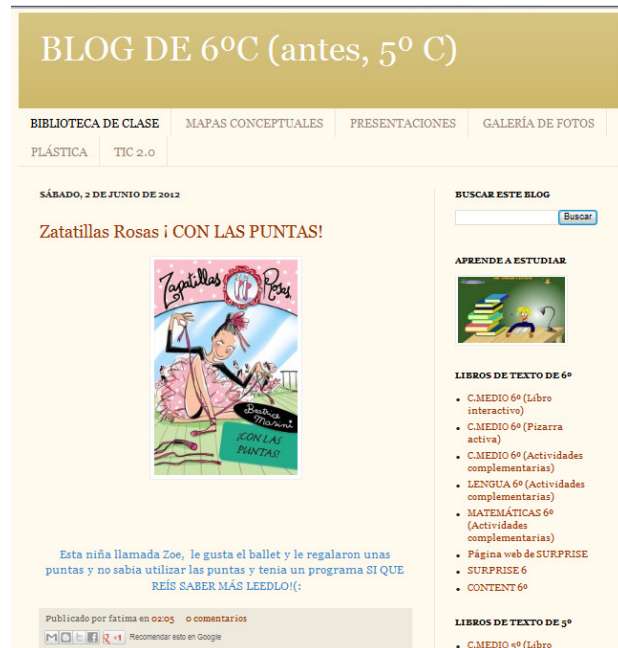 BLOG DE 6ºC (antes, 5º C)
BIBLIOTECA DE CLASE
MAPAS CONCEPTUALES
PRESENTACIONES
GALERÍA DE FOTOS
PLÁSTICA
TIC 2.0
SÁBADO, 2 DE JUNIO DE 2012
Zatatillas Rosas ¡ CON LAS PUNTAS!
Zapatillas Rosas
Beatrice
Masini
¡CON LAS
PUNTAS!
Esta niña llamada Zoe, le gusta el ballet y le regalaron unas
puntas y no sabia utilizar las puntas y tenia un programa SI QUE
REÍS SABER MÁS LEEDLO!(:
Publicado por fatima en 02:05 0 comentarios
+1 Recomendar esto en Google
BUSCAR ESTE BLOG
Buscar
APRENDE A ESTUDIAR
LIBROS DE TEXTO DE 6º
C.MEDIO 6º (Libro
interactivo)
C.MEDIO 6º (Pizarra
activa)
C.MEDIO 6º (Actividades
complementarias)
LENGUA 6º (Actividades
complementarias)
MATEMÁTICAS 6º
(Actividades
complementarias)
Página web de SURPRISE
SURPRISE 6
CONTENT 6º
LIBROS DE TEXTO DE 5º
C.MEDIO 5º (Libro